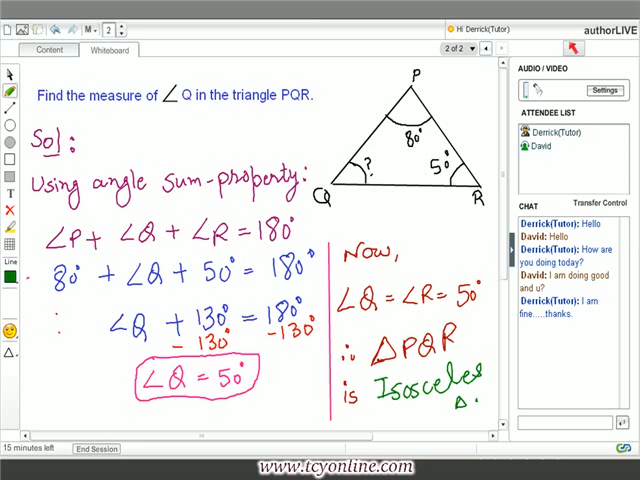 M
2
Hi Derrick(Tutor)
authorLIVE
Content
Whiteboard
2 of 2
Find the measure of ∠Q in the triangle PQR.
P
80°
?
50°
Q
R
Sol:
Using angle sum-property:
∠P + ∠Q + ∠R = 180°
80° + ∠Q + 50° = 180°
∴ ∠Q + 130° = 180°
- 130° -130°
∠Q = 50°
Now,
∠Q = ∠R = 50°
∴ △PQR
is Isosceles
△.
AUDIO / VIDEO
Settings
ATTENDEE LIST
Derrick(Tutor)
David
Transfer Control
CHAT
Derrick(Tutor): Hello
David: Hello
Derrick(Tutor): How are
you doing today?
David: I am doing good
and u?
Derrick(Tutor): I am
fine.....thanks.
T
Line
15 minutes left
End Session
www.tcyonline.com